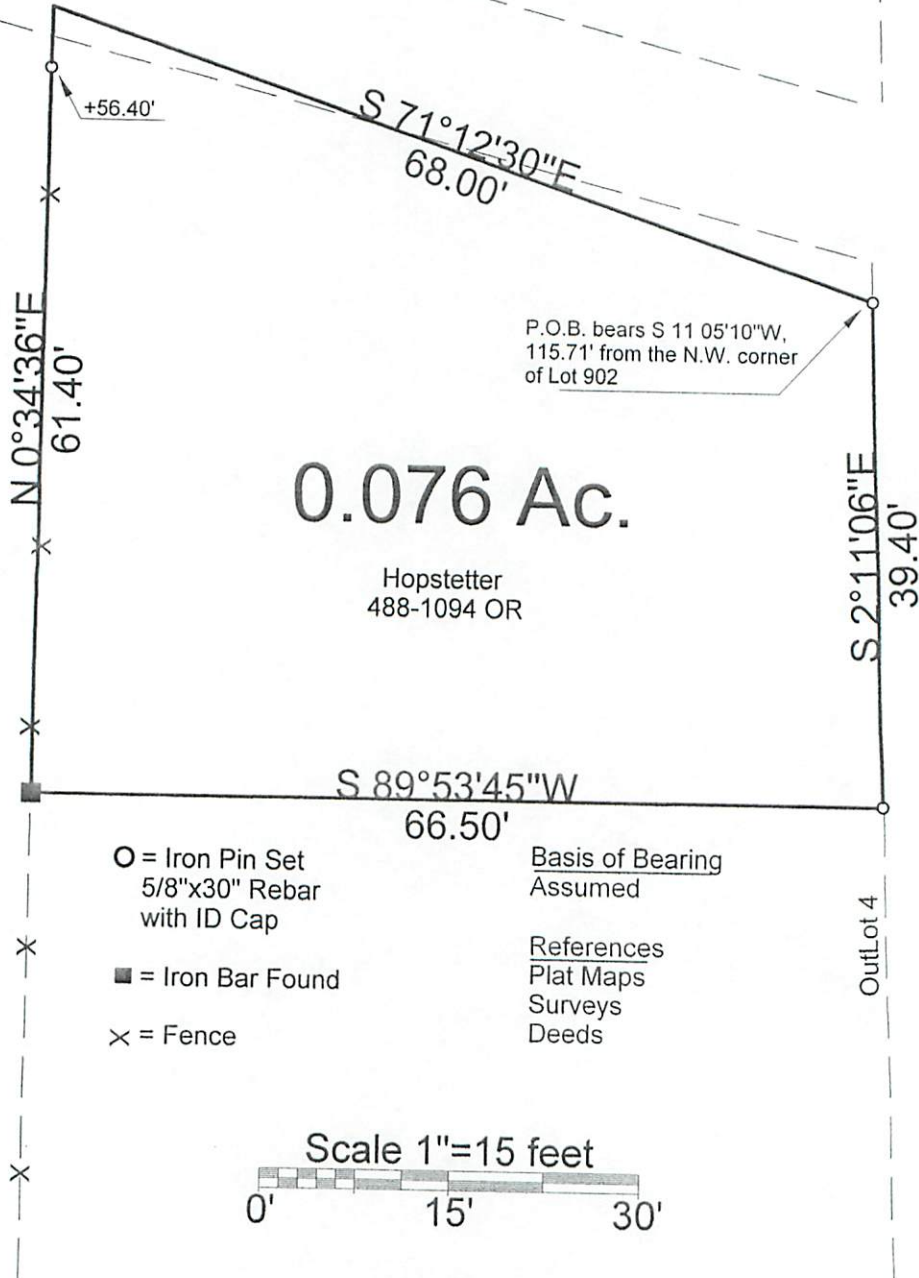 +56.40'
S 71°12'30"E
68.00'
P.O.B. bears S 11 05'10"W,
115.71' from the N.W. corner
of Lot 902
N 0°34'36"E
61.40'
0.076 Ac.
Hopstetter
488-1094 OR
S 2°11'06"E
39.40'
S 89°53'45"W
66.50'
O = Iron Pin Set
5/8"x30" Rebar
with ID Cap
■ = Iron Bar Found
X = Fence
Basis of Bearing
Assumed
References
Plat Maps
Surveys
Deeds
OutLot 4
Scale 1"=15 feet
0' 15' 30'